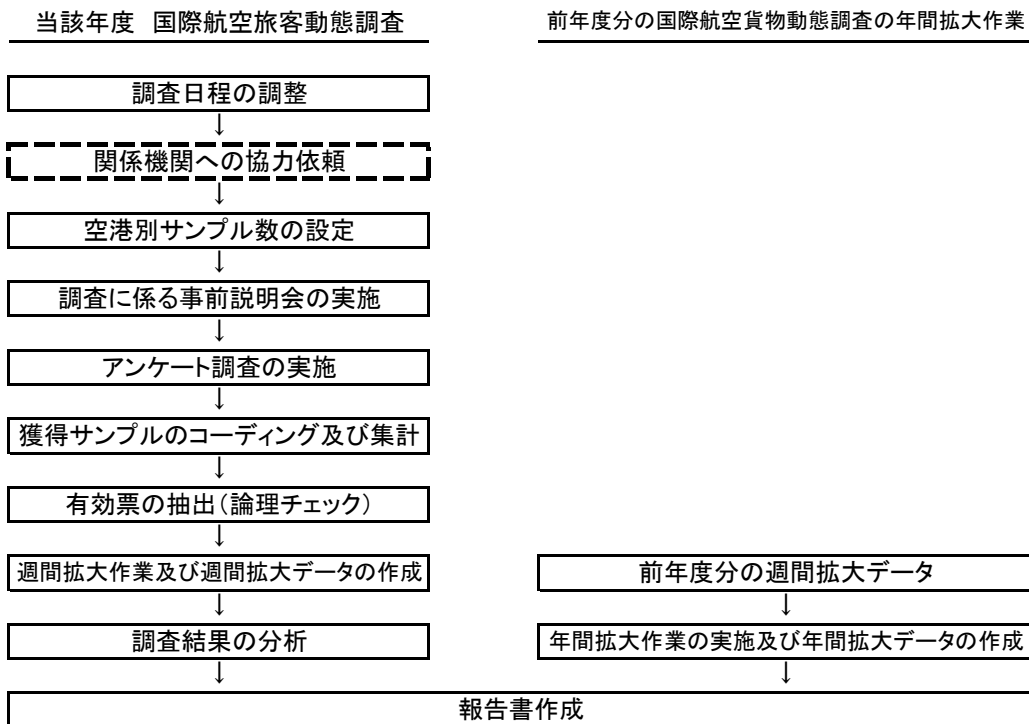 当該年度 国際航空旅客動態調査
前年度分の国際航空貨物動態調査の年間拡大作業
調査日程の調整
↓
関係機関への協力依頼
↓
空港別サンプル数の設定
↓
調査に係る事前説明会の実施
↓
アンケート調査の実施
↓
獲得サンプルのコーディング及び集計
↓
有効票の抽出（論理チェック）
↓
週間拡大作業及び週間拡大データの作成
↓
調査結果の分析
↓
前年度分の週間拡大データ
↓
年間拡大作業の実施及び年間拡大データの作成
↓
報告書作成